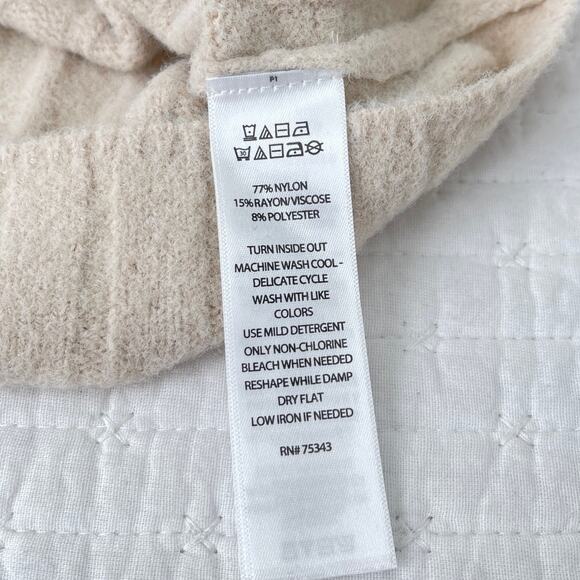 P1
30
77% NYLON
15% RAYON/VISCOSE
8% POLYESTER
TURN INSIDE OUT
MACHINE WASH COOL -
DELICATE CYCLE
WASH WITH LIKE
COLORS
USE MILD DETERGENT
ONLY NON-CHLORINE
BLEACH WHEN NEEDED
RESHAPE WHILE DAMP
DRY FLAT
LOW IRON IF NEEDED
RN# 75343